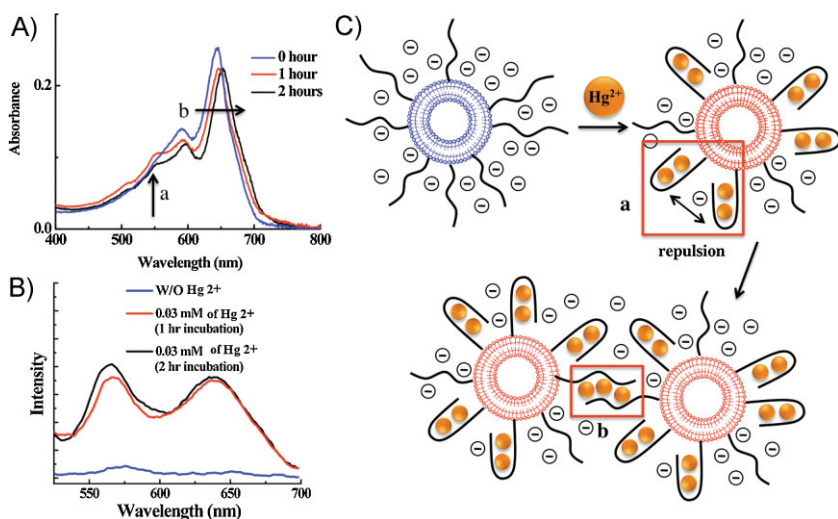 A)
0.2
0.0
Absorbance
400 500 600 700 800
Wavelength (nm)
0 hour
1 hour
2 hours
b
a
B)
W/O Hg 2+
0.03 mM of Hg 2+
(1 hr incubation)
0.03 mM of Hg 2+
(2 hr incubation)
Intensity
550 600 650 700
Wavelength (nm)
C)
Hg2+
a
repulsion
b